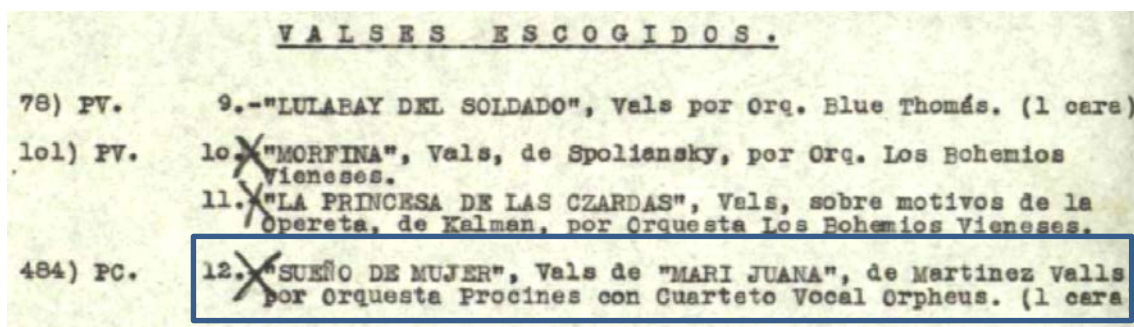 VALSES ESCOGIDOS.
78) PV. 9.-"LULABAY DEL SOLDADO", Vals por Orq. Blue Thomás. (1 cara)
lol) PV. lo.-"MORFINA", Vals, de Spoliansky, por Orq. Los Bohemios
Vieneses.
11.-"LA PRINCESA DE LAS CZARDAS", Vals, sobre motivos de la
Opereta, de Kalman, por Orquesta Los Bohemios Vieneses.
484) PC. 12.-"SUEÑO DE MUJER", Vals de "MARI JUANA", de Martinez Valls
por Orquesta Procines con Cuarteto Vocal Orpheus. (1 cara